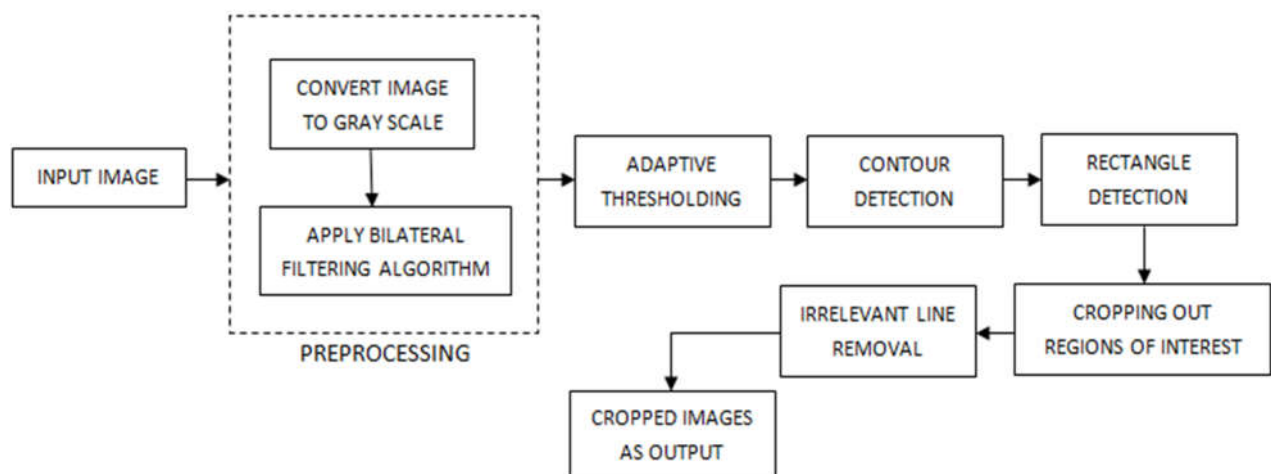 INPUT IMAGE
CONVERT IMAGE
TO GRAY SCALE
APPLY BILATERAL
FILTERING ALGORITHM
PREPROCESSING
ADAPTIVE
THRESHOLDING
CONTOUR
DETECTION
RECTANGLE
DETECTION
CROPPING OUT
REGIONS OF INTEREST
IRRELEVANT LINE
REMOVAL
CROPPED IMAGES
AS OUTPUT